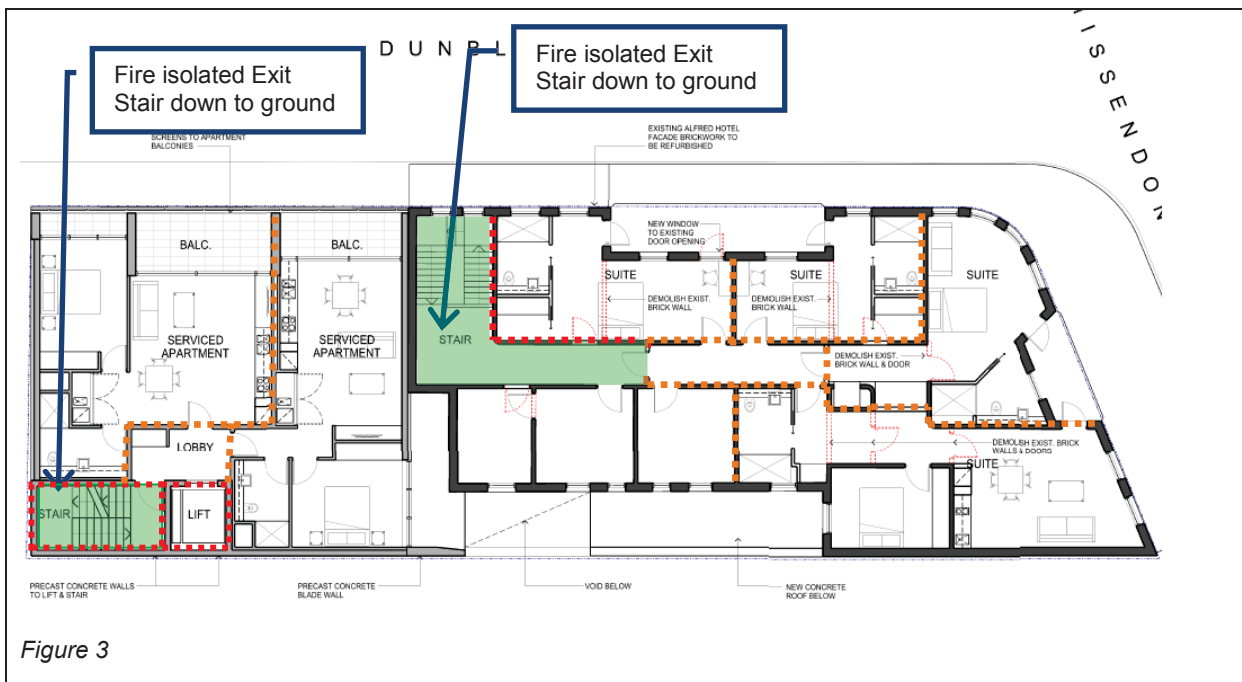 DUNBL
ISSENDON
Fire isolated Exit
Stair down to ground
Fire isolated Exit
Stair down to ground
SCREENS TO APARTMENT
BALCONIES
EXISTING ALFRED HOTEL
FACADE BRICKWORK TO
BE REFURBISHED
BALC.
BALC.
NEW WINDOW
TO EXISTING
DOOR OPENING
SUITE
SUITE
SUITE
DEMOLISH EXIST.
BRICK WALL
DEMOLISH EXIST.
BRICK WALL
SERVICED
APARTMENT
SERVICED
APARTMENT
STAIR
DEMOLISH EXIST.
BRICK WALL & DOOR
LOBBY
DEMOLISH EXIST. BRICK
WALLS & DOORS
SUITE
STAIR
LIFT
PRECAST CONCRETE WALLS
TO LIFT & STAIR
PRECAST CONCRETE
BLADE WALL
VOID BELOW
NEW CONCRETE
ROOF BELOW
Figure 3